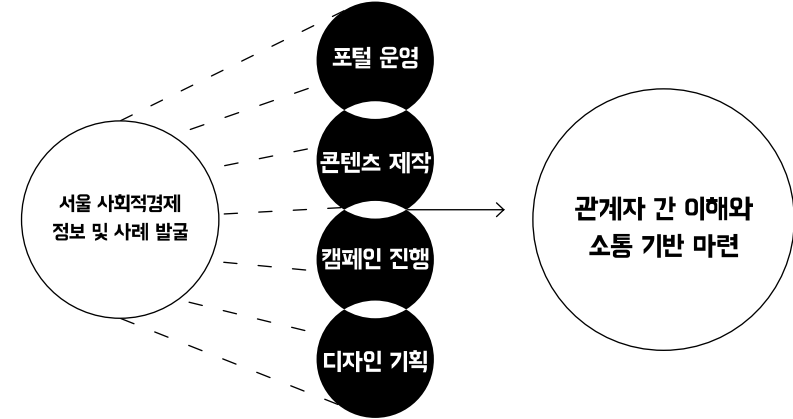 서울 사회적경제
정보 및 사례 발굴
포털 운영
콘텐츠 제작
캠페인 진행
디자인 기획
관계자 간 이해와
소통 기반 마련